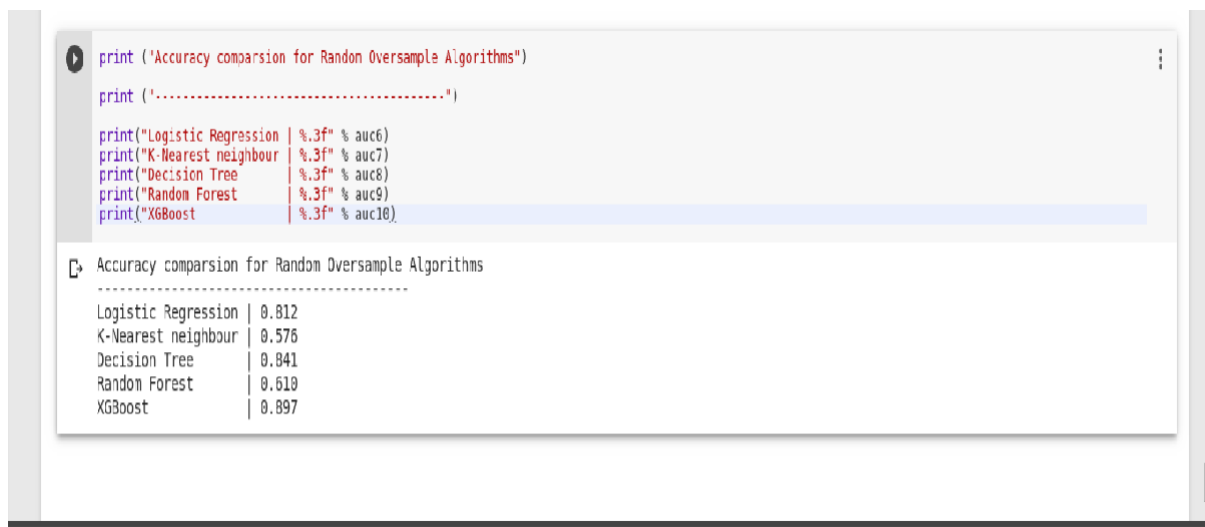 print ("Accuracy comparsion for Random Oversample Algorithms")
print ("------------------------------------------")
print("Logistic Regression | %.3f" % auc6)
print("K-Nearest neighbour | %.3f" % auc7)
print("Decision Tree       | %.3f" % auc8)
print("Random Forest       | %.3f" % auc9)
print("XGBoost             | %.3f" % auc10)
Accuracy comparsion for Random Oversample Algorithms
------------------------------------------
Logistic Regression | 0.812
K-Nearest neighbour | 0.576
Decision Tree       | 0.841
Random Forest       | 0.610
XGBoost             | 0.897